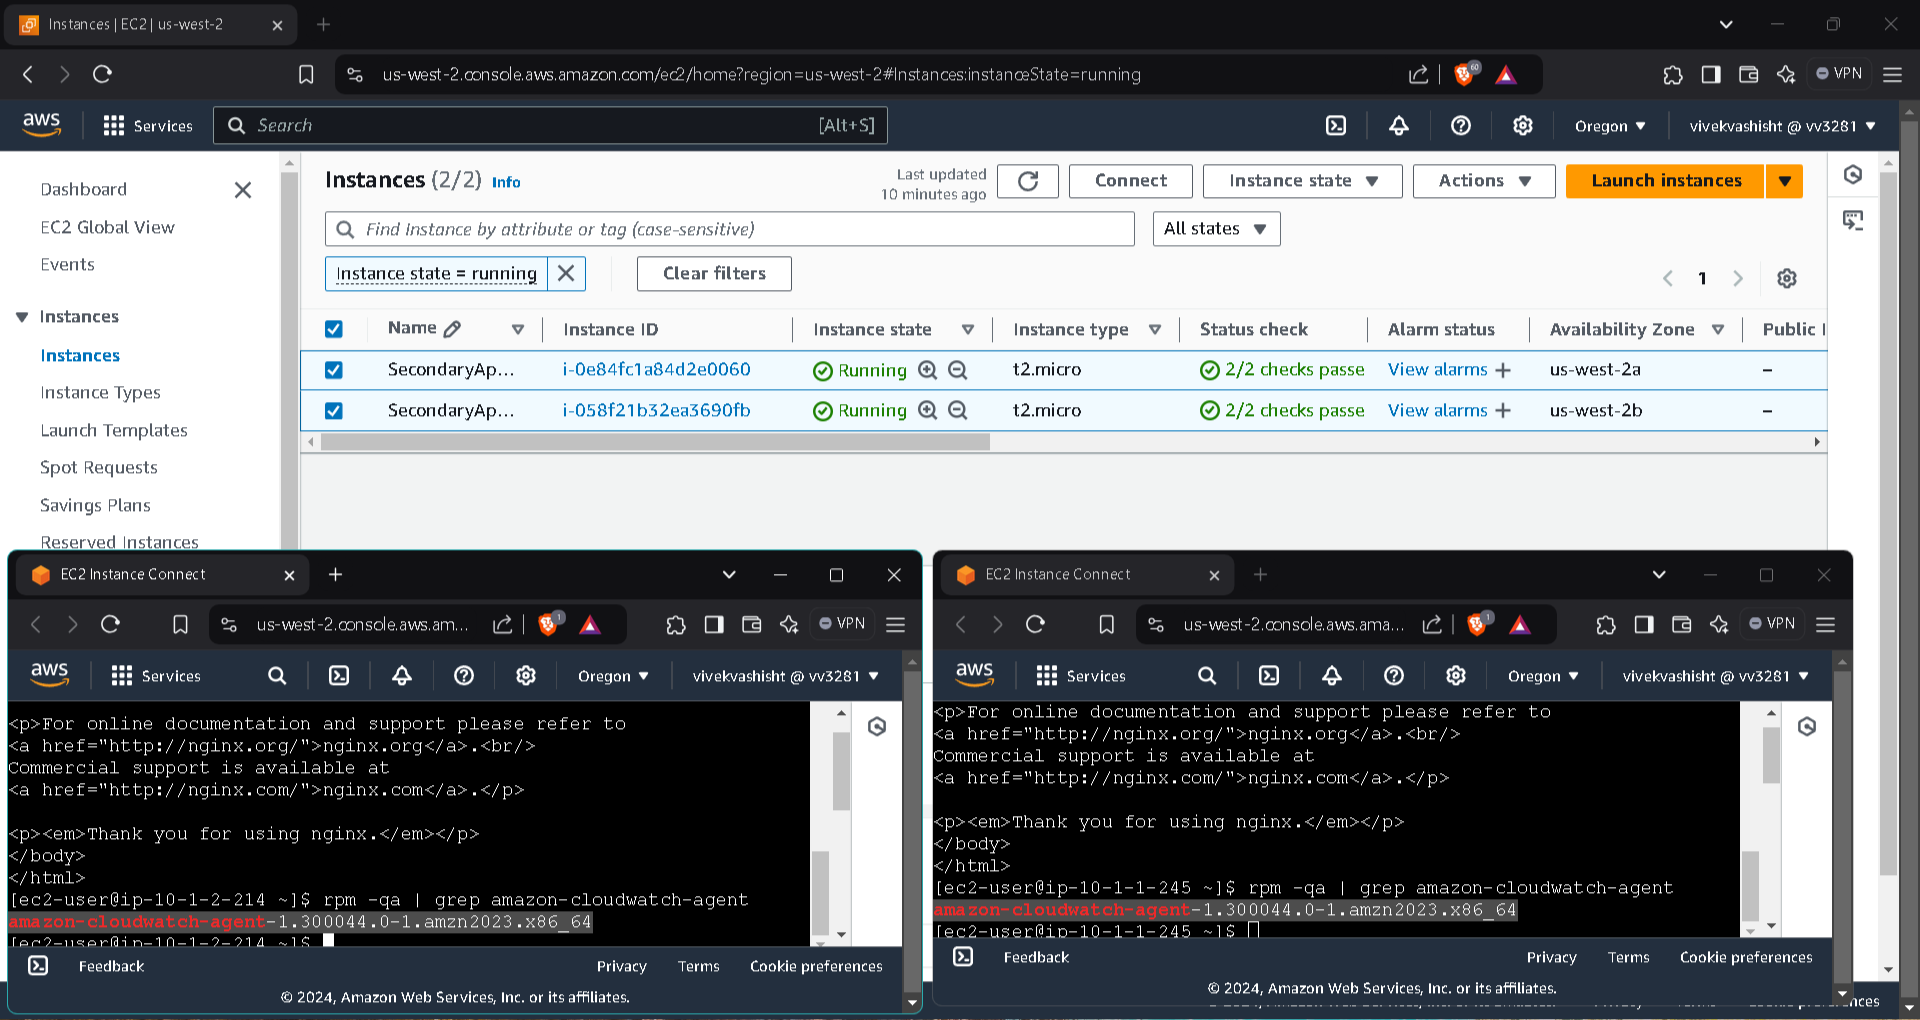 Instances | EC2 | us-west-2
us-west-2.console.aws.amazon.com/ec2/home?region=us-west-2#Instances:instanceState=running
60
VPN
aws
Services
Search
[Alt+S]
Oregon
vivekvashisht @ vv3281
Dashboard
EC2 Global View
Events
Instances
Instances
Instance Types
Launch Templates
Spot Requests
Savings Plans
Reserved Instances
Instances (2/2) Info
Last updated
10 minutes ago
Connect
Instance state
Actions
Launch instances
Find Instance by attribute or tag (case-sensitive)
All states
Instance state = running
Clear filters
1
Name Instance ID Instance state Instance type Status check Alarm status Availability Zone Public I
SecondaryAp... i-0e84fc1a84d2e0060 Running t2.micro 2/2 checks passe View alarms + us-west-2a –
SecondaryAp... i-058f21b32ea3690fb Running t2.micro 2/2 checks passe View alarms + us-west-2b –
EC2 Instance Connect
us-west-2.console.aws.am...
1
VPN
aws
Services
Oregon
vivekvashisht @ vv3281
<p>For online documentation and support please refer to
<a href="http://nginx.org/">nginx.org</a>.<br/>
Commercial support is available at
<a href="http://nginx.com/">nginx.com</a>.</p>
<p><em>Thank you for using nginx.</em></p>
</body>
</html>
[ec2-user@ip-10-1-2-214 ~]$ rpm -qa | grep amazon-cloudwatch-agent
amazon-cloudwatch-agent-1.300044.0-1.amzn2023.x86_64
[ec2-user@ip-10-1-2-214 ~]$
Feedback
Privacy
Terms
Cookie preferences
© 2024, Amazon Web Services, Inc. or its affiliates.
EC2 Instance Connect
us-west-2.console.aws.ama...
1
VPN
aws
Services
Oregon
vivekvashisht @ vv3281
<p>For online documentation and support please refer to
<a href="http://nginx.org/">nginx.org</a>.<br/>
Commercial support is available at
<a href="http://nginx.com/">nginx.com</a>.</p>
<p><em>Thank you for using nginx.</em></p>
</body>
</html>
[ec2-user@ip-10-1-1-245 ~]$ rpm -qa | grep amazon-cloudwatch-agent
amazon-cloudwatch-agent-1.300044.0-1.amzn2023.x86_64
[ec2-user@ip-10-1-1-245 ~]$
Feedback
Privacy
Terms
Cookie preferences
© 2024, Amazon Web Services, Inc. or its affiliates.